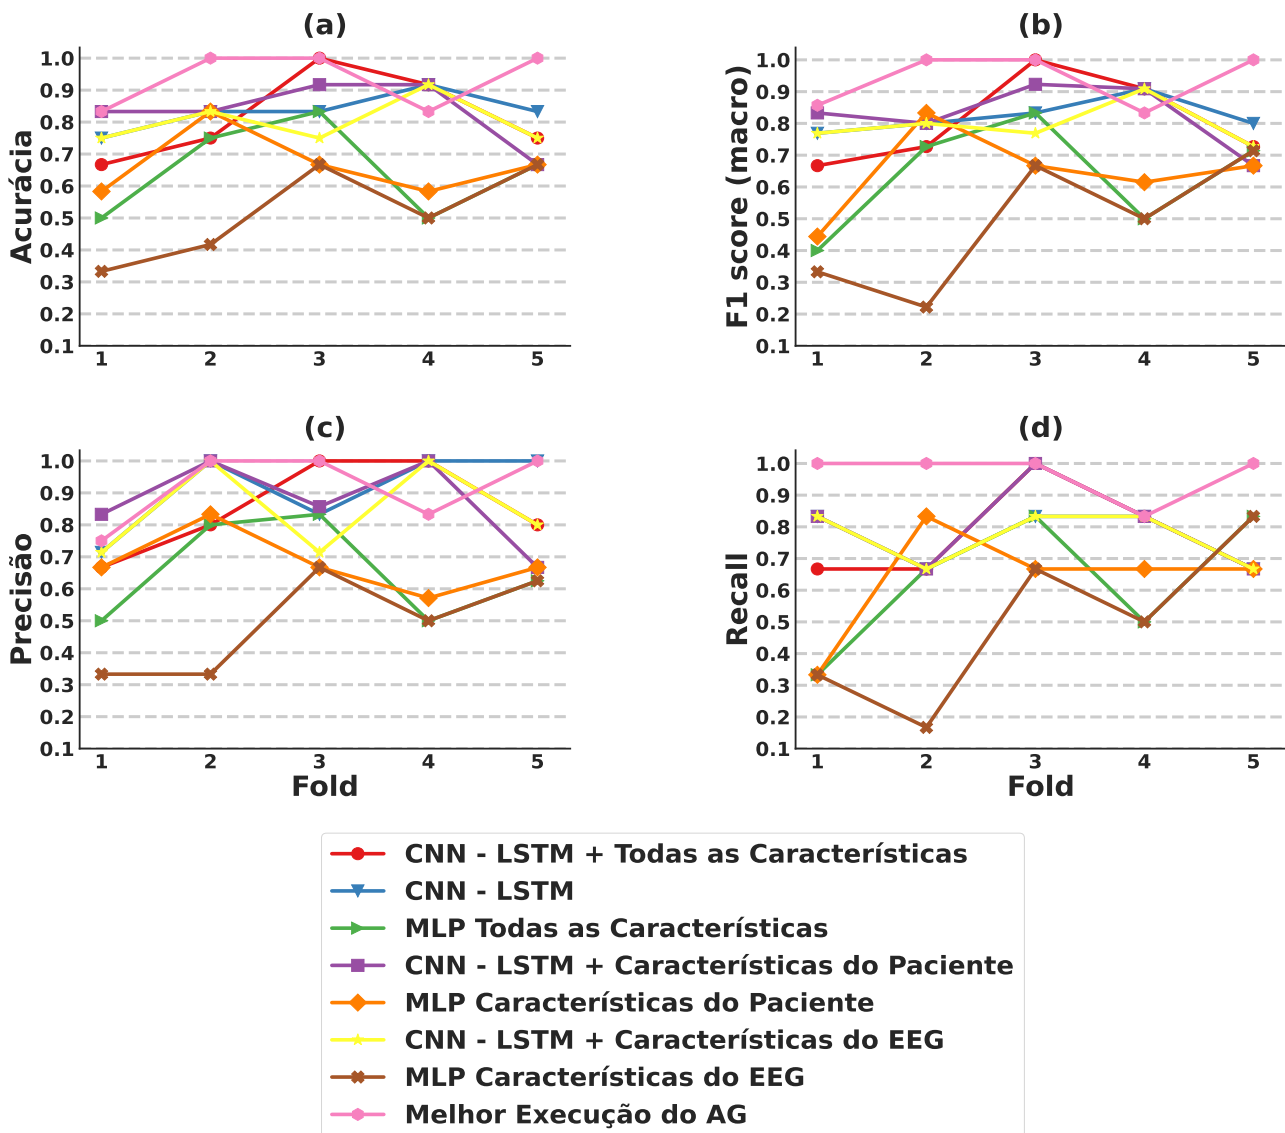 (a)
Acurácia
1.0
0.9
0.8
0.7
0.6
0.5
0.4
0.3
0.2
0.1
1 2 3 4 5
(b)
F1 score (macro)
1.0
0.9
0.8
0.7
0.6
0.5
0.4
0.3
0.2
0.1
1 2 3 4 5
(c)
Precisão
1.0
0.9
0.8
0.7
0.6
0.5
0.4
0.3
0.2
0.1
1 2 3 4 5
Fold
(d)
Recall
1.0
0.9
0.8
0.7
0.6
0.5
0.4
0.3
0.2
0.1
1 2 3 4 5
Fold
CNN - LSTM + Todas as Características
CNN - LSTM
MLP Todas as Características
CNN - LSTM + Características do Paciente
MLP Características do Paciente
CNN - LSTM + Características do EEG
MLP Características do EEG
Melhor Execução do AG